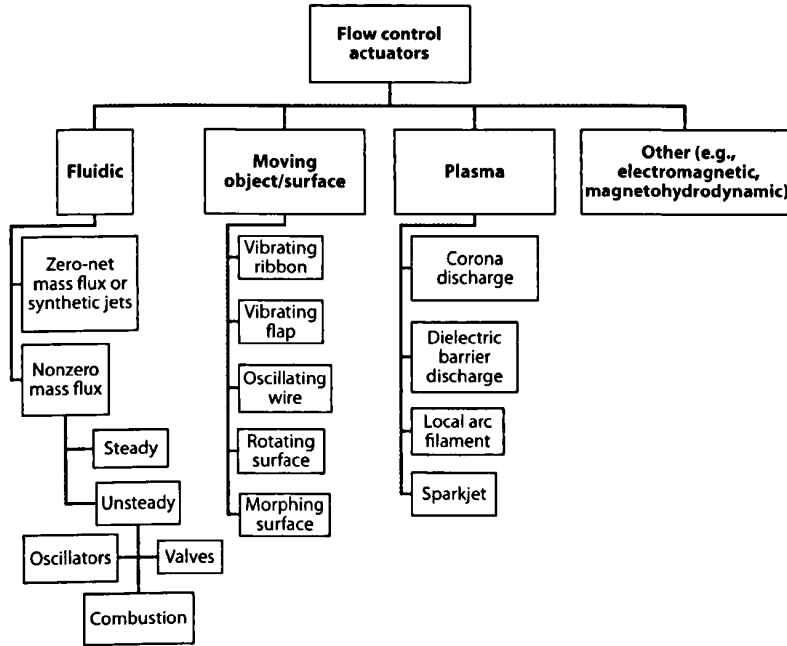 Flow control
actuators
Fluidic
Moving
object/surface
Plasma
Other (e.g.,
electromagnetic,
magnetohydrodynamic)
Zero-net
mass flux or
synthetic jets
Nonzero
mass flux
Steady
Unsteady
Oscillators
Valves
Combustion
Vibrating
ribbon
Vibrating
flap
Oscillating
wire
Rotating
surface
Morphing
surface
Corona
discharge
Dielectric
barrier
discharge
Local arc
filament
Sparkjet